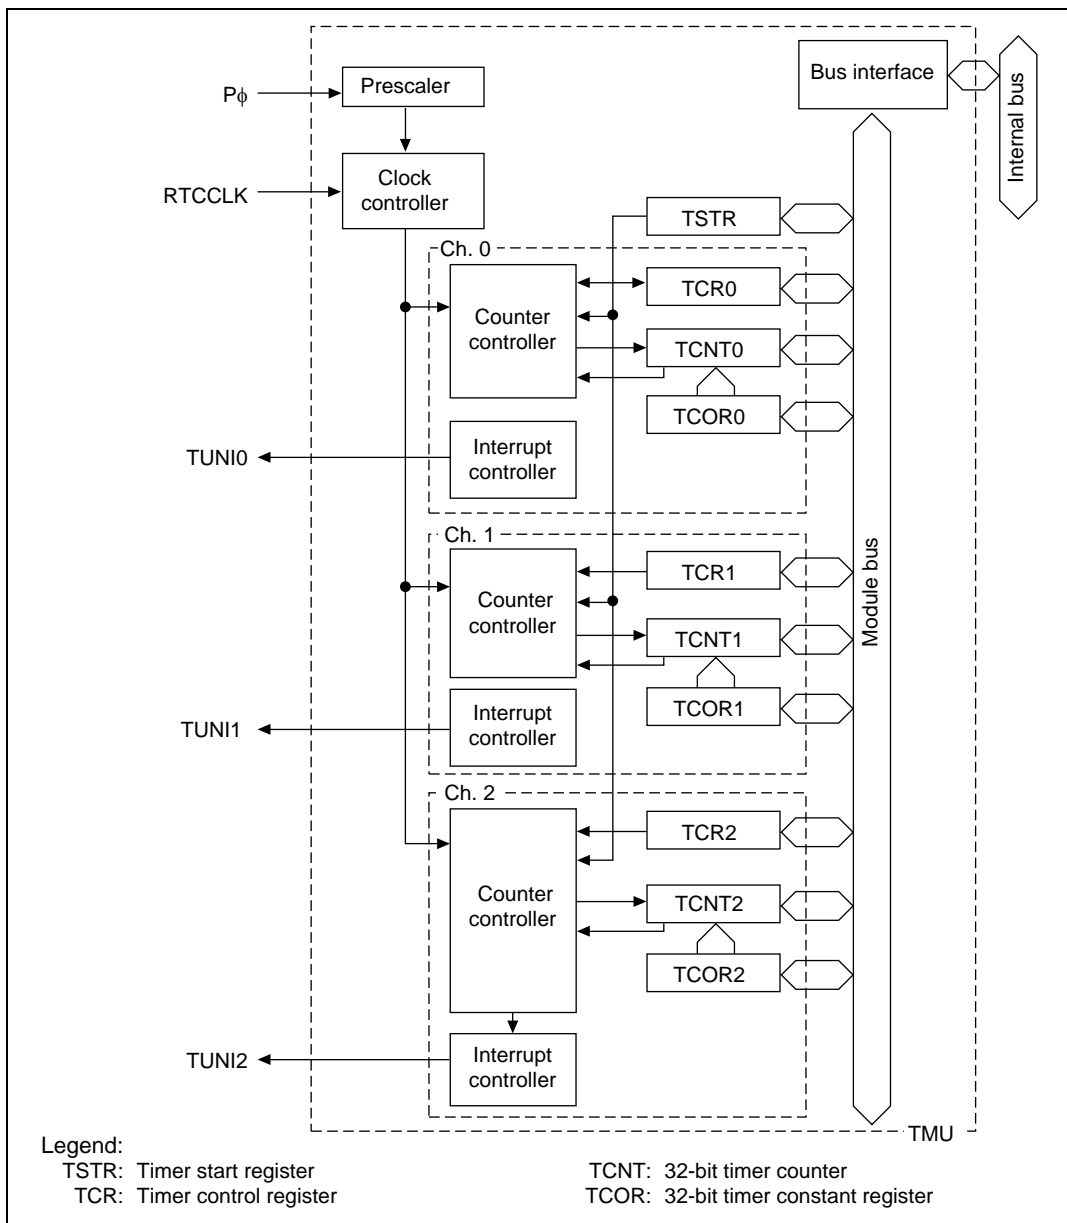 Prescaler
Bus interface
Pϕ
Internal bus
Clock
controller
RTCCLK
TSTR
Ch. 0
TCR0
Counter
controller
TCNT0
TCOR0
Interrupt
controller
TUNI0
Ch. 1
TCR1
Counter
controller
TCNT1
Module bus
TCOR1
Interrupt
controller
TUNI1
Ch. 2
TCR2
Counter
controller
TCNT2
TCOR2
Interrupt
controller
TUNI2
TMU
Legend:
TSTR: Timer start register
TCR: Timer control register
TCNT: 32-bit timer counter
TCOR: 32-bit timer constant register